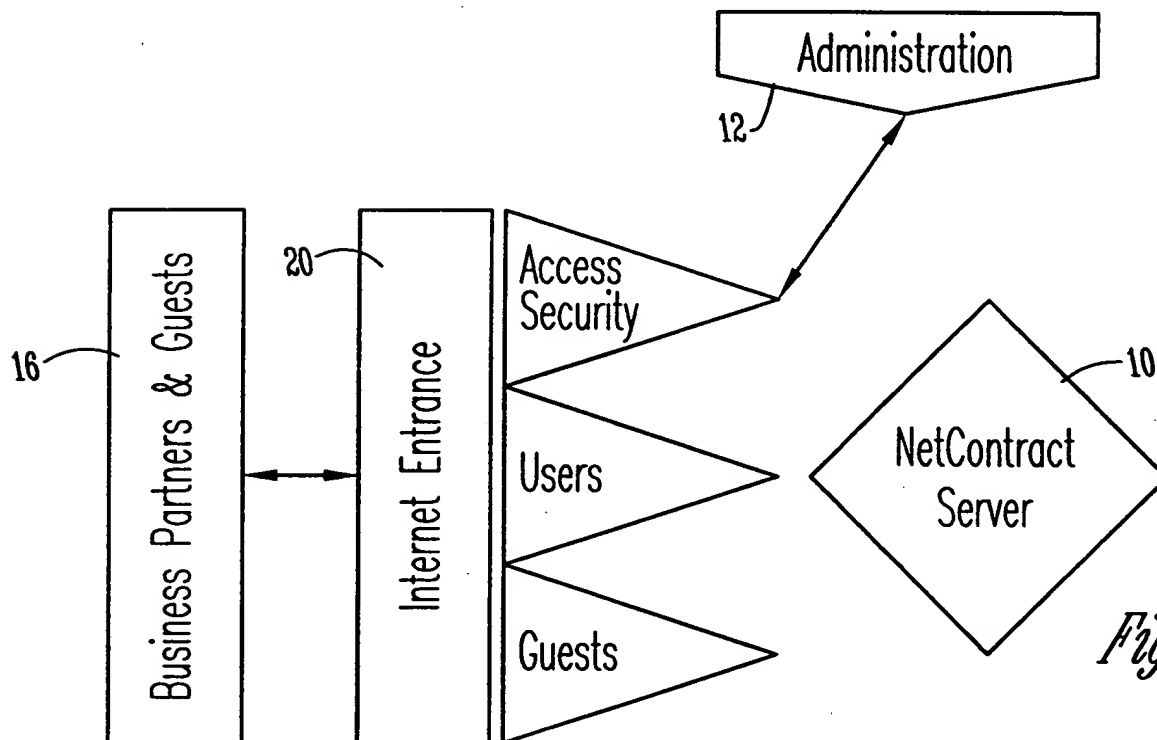 Administration
12
Business Partners & Guests
16
20
Internet Entrance
Access
Security
Users
Guests
NetContract
Server
10